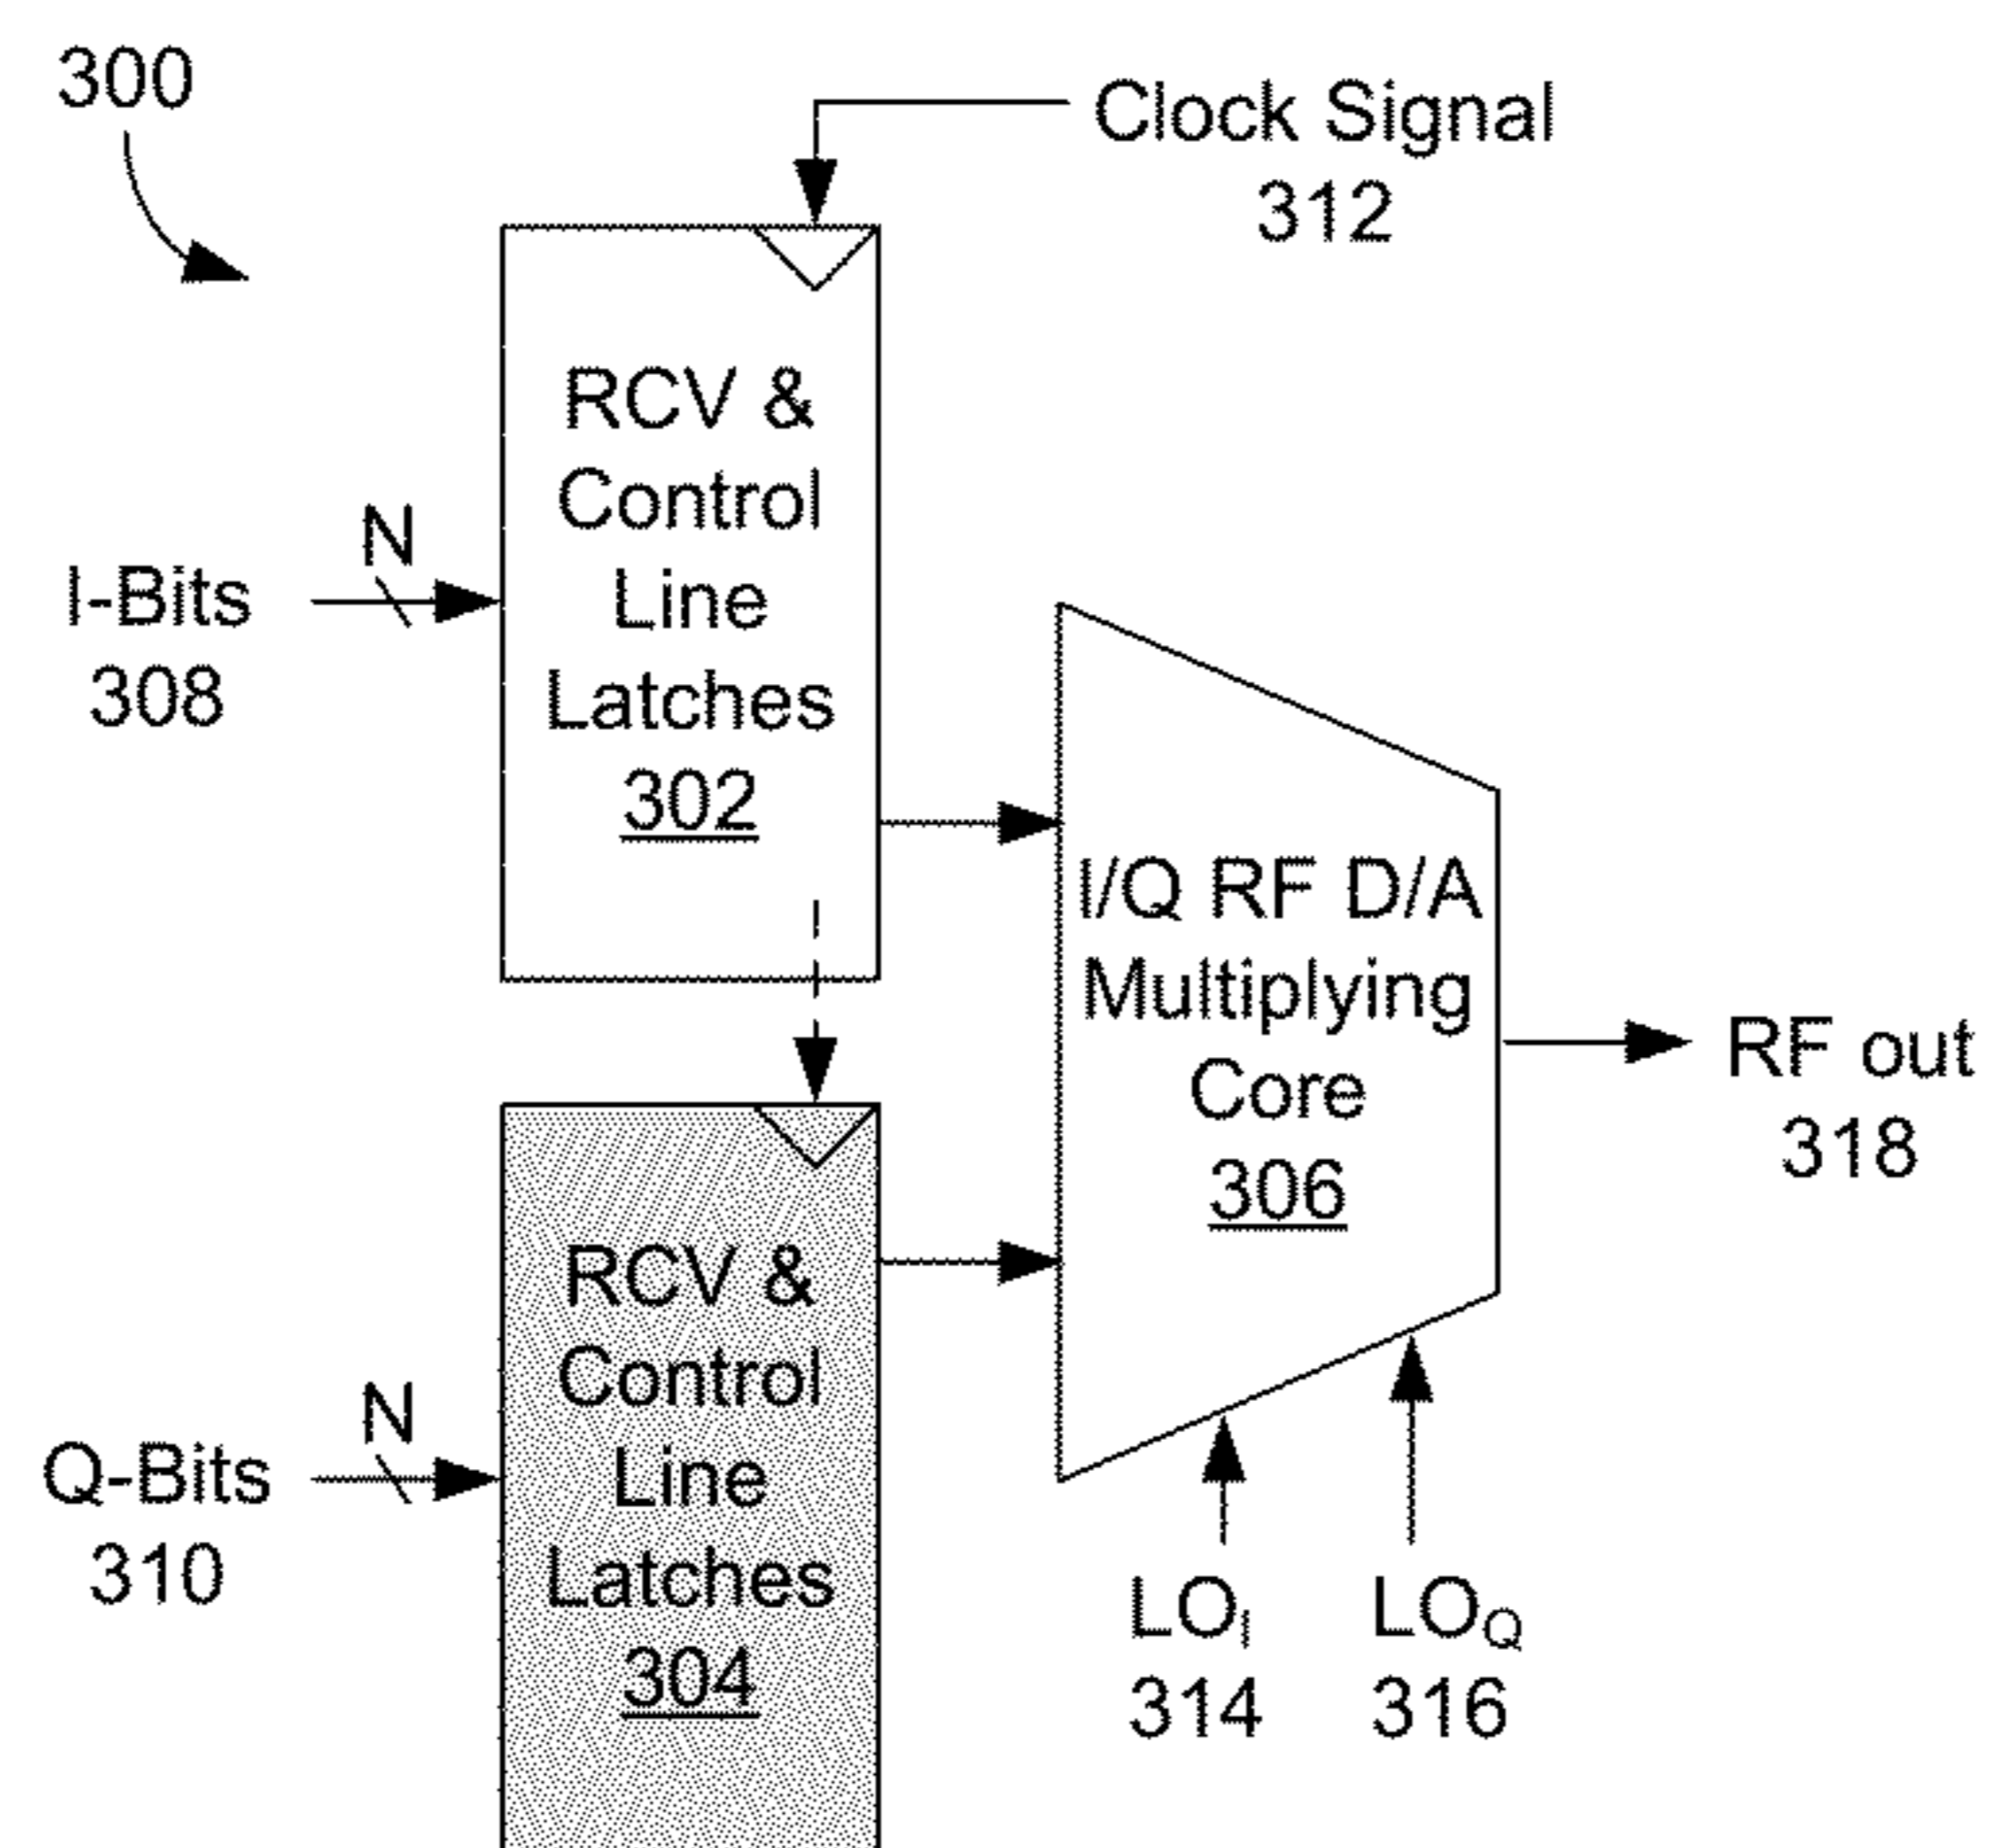 300
Clock Signal
312
RCV &
Control
Line
Latches
302
N
I-Bits
308
I/Q RF D/A
Multiplying
Core
306
RF out
318
RCV &
Control
Line
Latches
304
N
Q-Bits
310
LOI
314
LOQ
316